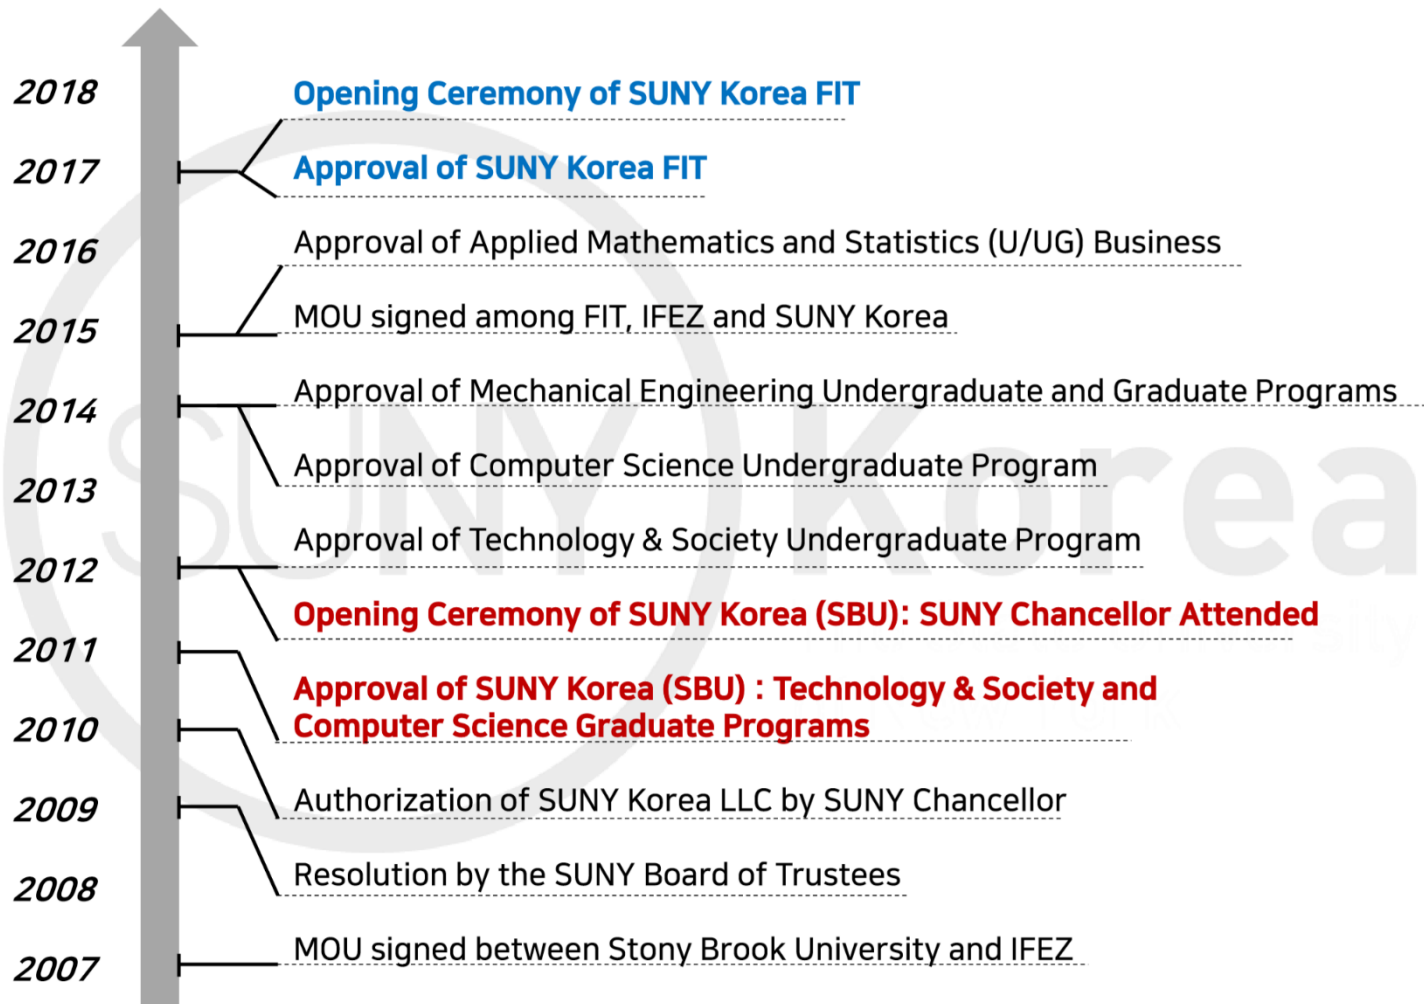 2018
Opening Ceremony of SUNY Korea FIT
2017
Approval of SUNY Korea FIT
2016
Approval of Applied Mathematics and Statistics (U/UG) Business
2015
MOU signed among FIT, IFEZ and SUNY Korea
2014
Approval of Mechanical Engineering Undergraduate and Graduate Programs
2013
Approval of Computer Science Undergraduate Program
2012
Approval of Technology & Society Undergraduate Program
Opening Ceremony of SUNY Korea (SBU): SUNY Chancellor Attended
2011
Approval of SUNY Korea (SBU) : Technology & Society and
Computer Science Graduate Programs
2010
Authorization of SUNY Korea LLC by SUNY Chancellor
2009
Resolution by the SUNY Board of Trustees
2008
MOU signed between Stony Brook University and IFEZ
2007
SUNY Korea